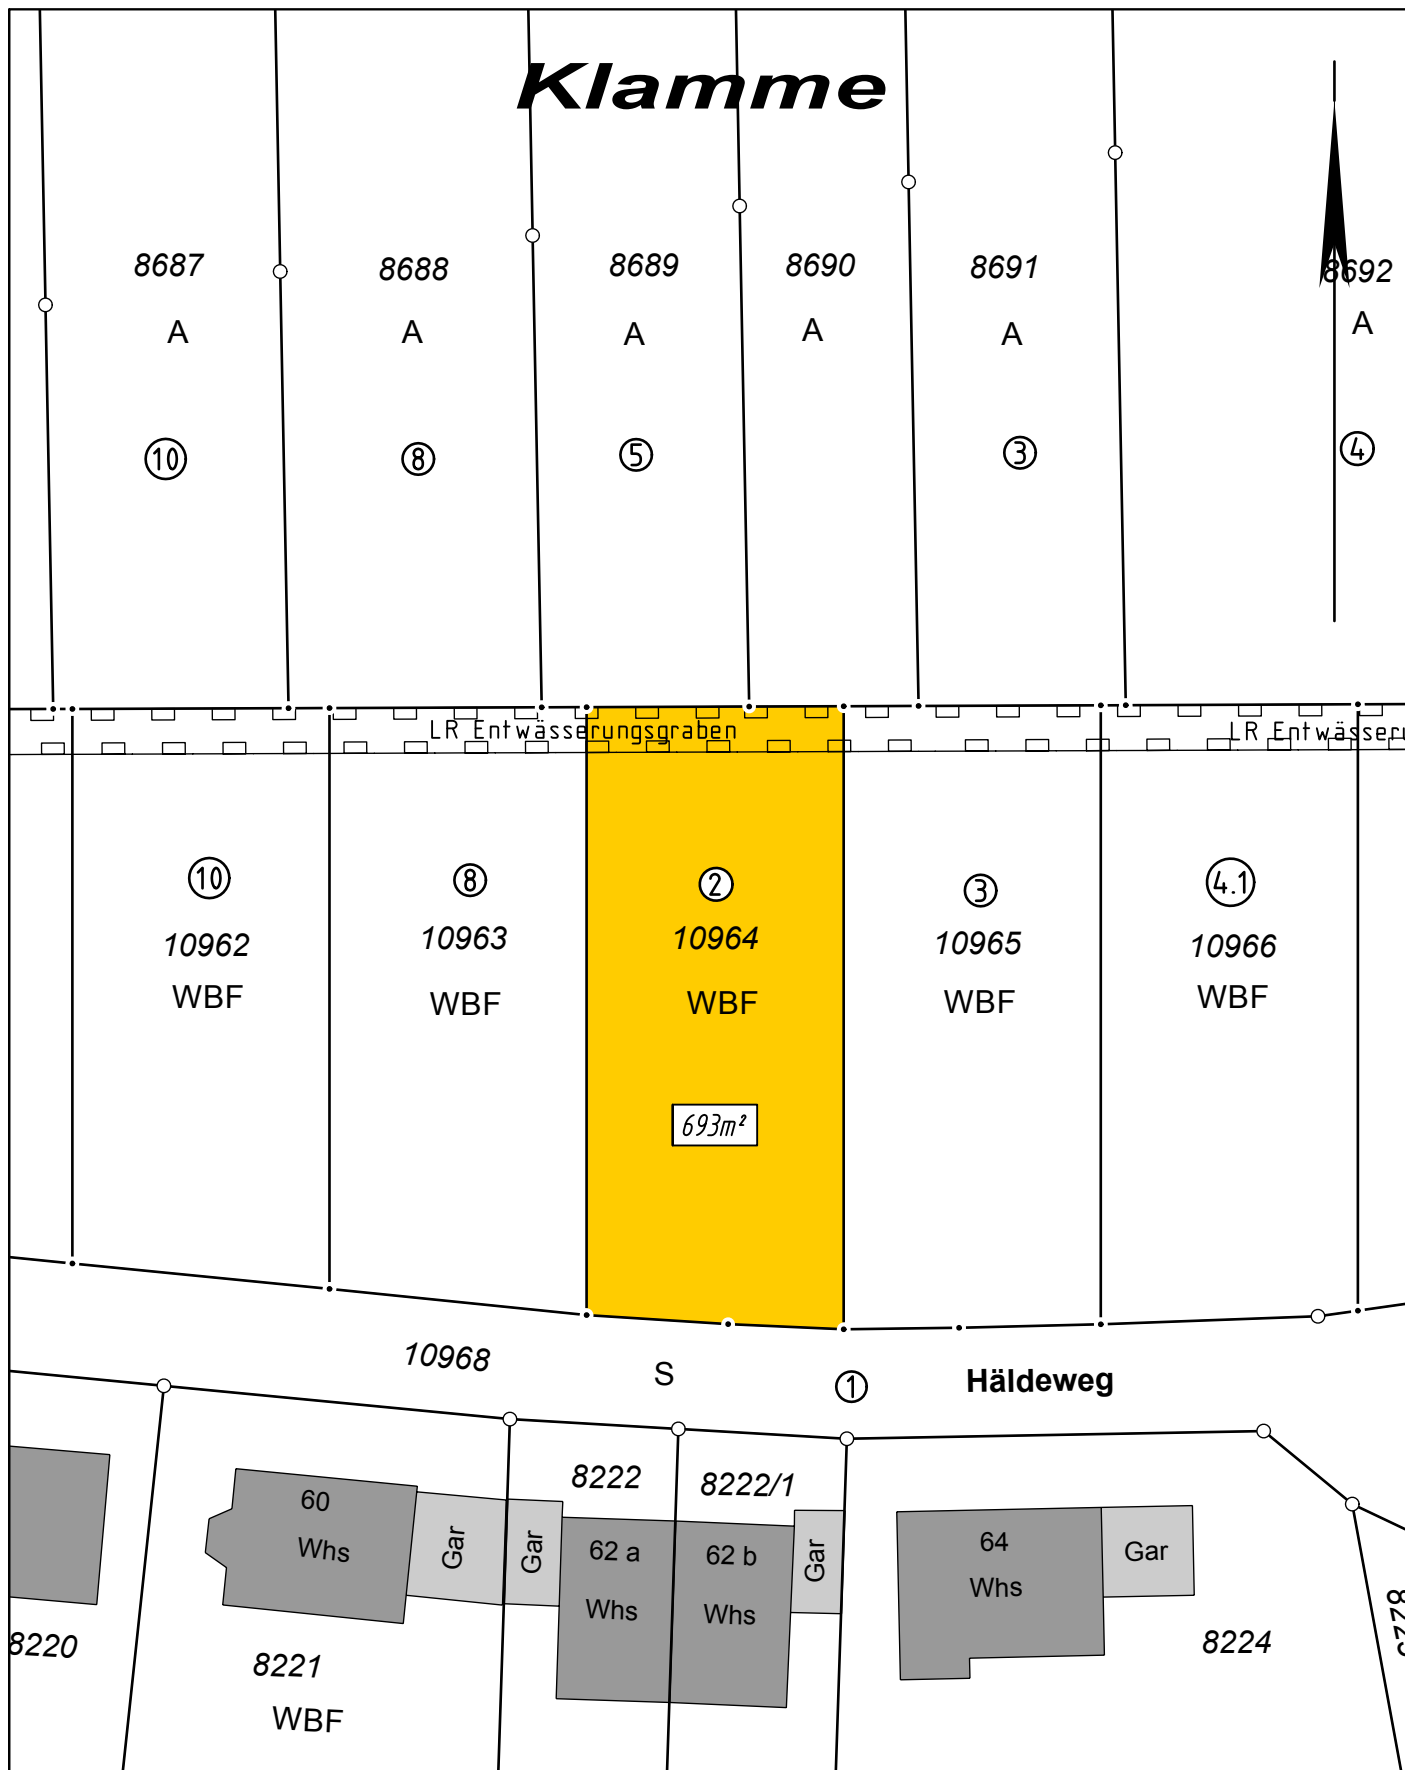 Klamme
8687
8688
8689
8690
8691
8692
A
A
A
A
A
A
10
8
5
3
4
LR Entwässerungsgraben
LR Entwässeru
10
8
2
3
4.1
10962
10963
10964
10965
10966
WBF
WBF
WBF
WBF
WBF
693m²
10968
S
1
Häldeweg
8222
8222/1
60
Whs
Gar
Gar
62 a
Whs
62 b
Whs
Gar
64
Whs
Gar
8220
8221
WBF
8224